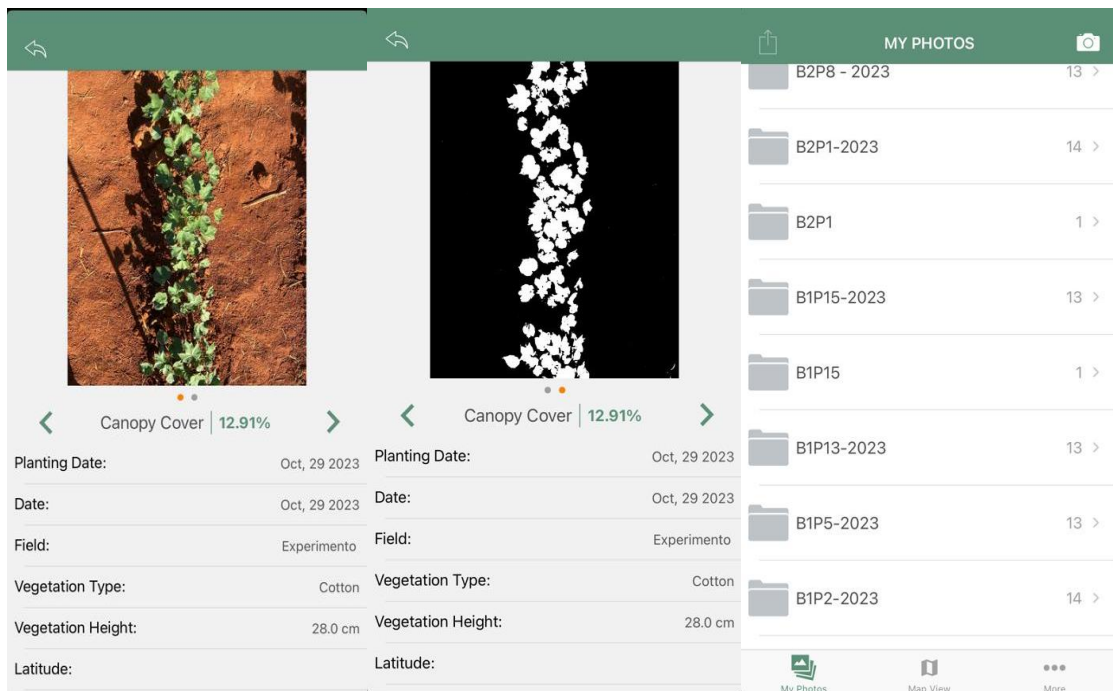 Canopy Cover | 12.91%
Planting Date: Oct, 29 2023
Date: Oct, 29 2023
Field: Experimento
Vegetation Type: Cotton
Vegetation Height: 28.0 cm
Latitude:
Canopy Cover | 12.91%
Planting Date: Oct, 29 2023
Date: Oct, 29 2023
Field: Experimento
Vegetation Type: Cotton
Vegetation Height: 28.0 cm
Latitude:
MY PHOTOS
B2P8 - 2023 13
B2P1-2023 14
B2P1 1
B1P15-2023 13
B1P15 1
B1P13-2023 13
B1P5-2023 13
B1P2-2023 14
My Photos Map View More